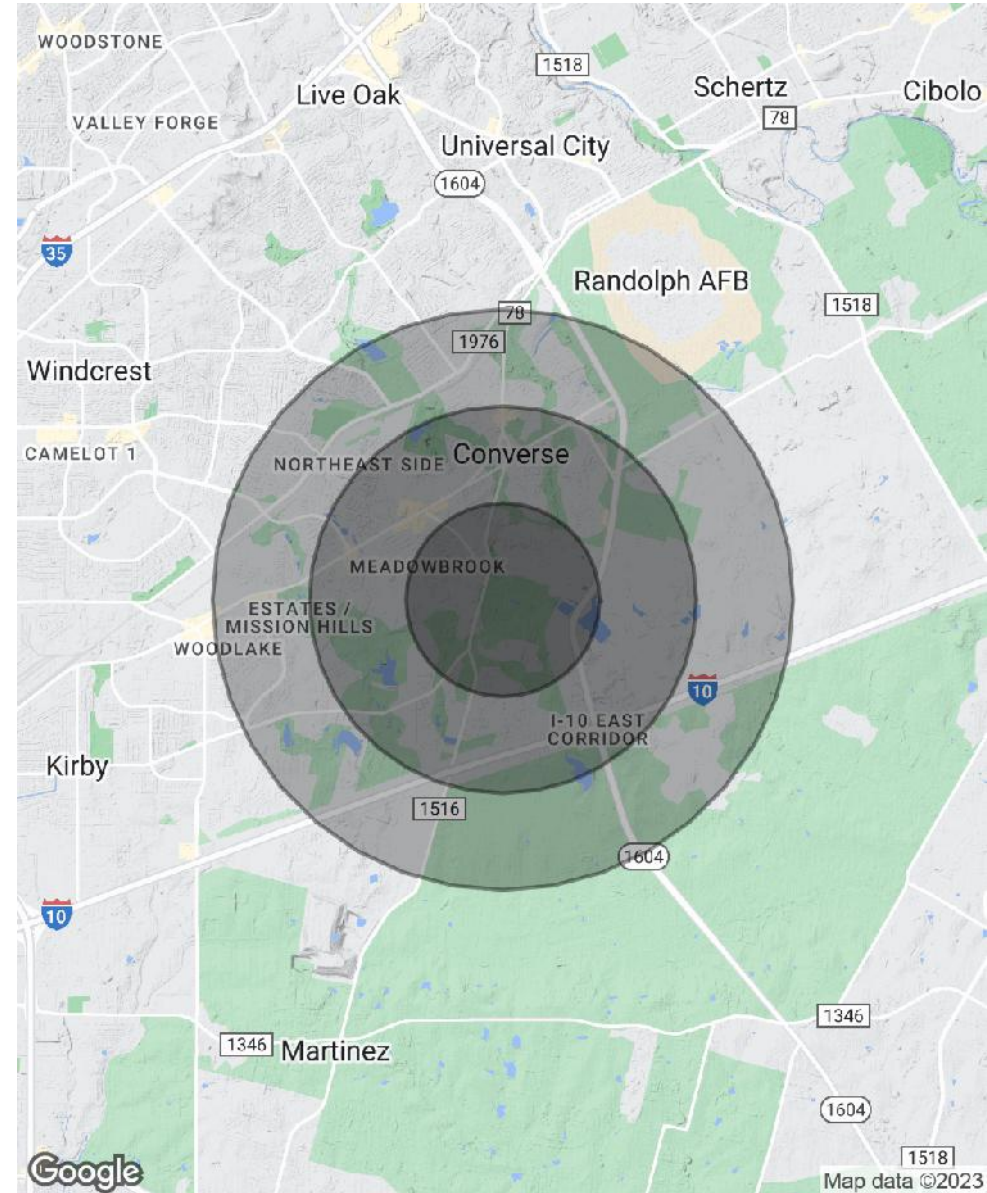 WOODSTONE
1518
Live Oak
Schertz
Cibolo
78
VALLEY FORGE
Universal City
1604
35
Randolph AFB
1518
78
1976
Windcrest
CAMELOT 1
NORTHEAST SIDE
Converse
MEADOWBROOK
ESTATES /
MISSION HILLS
WOODLAKE
10
I-10 EAST
CORRIDOR
Kirby
1516
1604
10
1346
1346
Martinez
1604
1518
Google
Map data ©2023